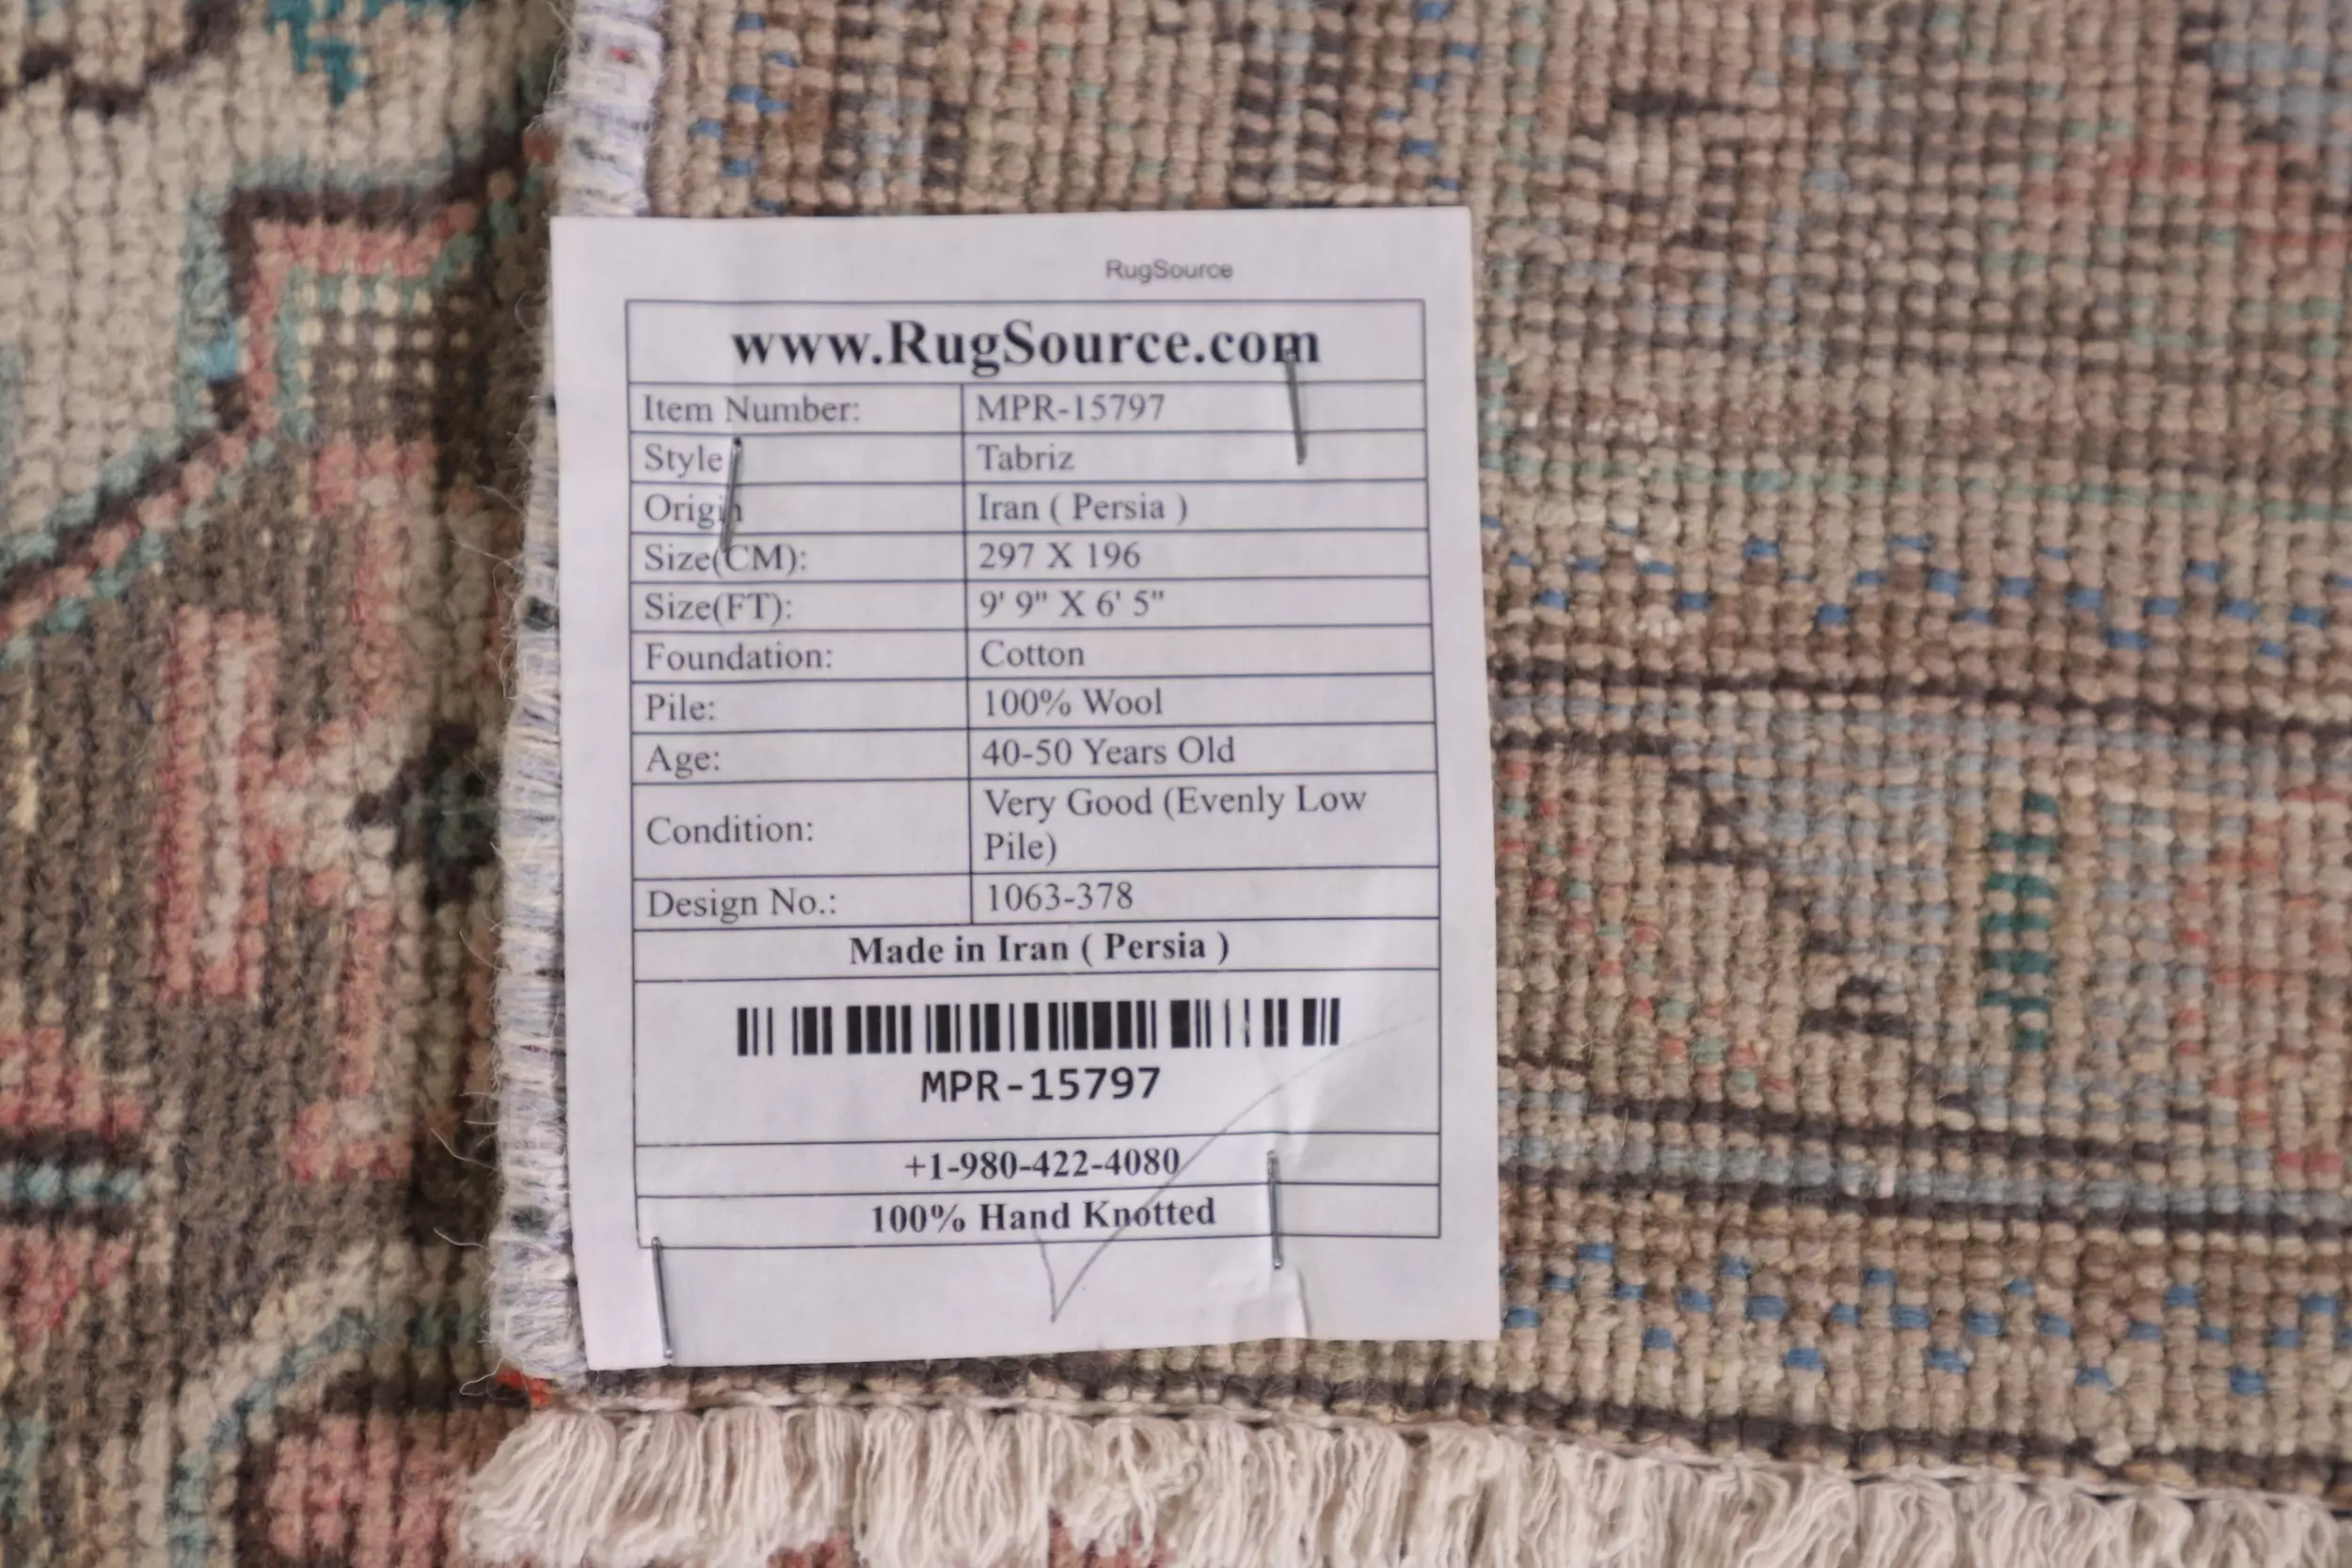 RugSource
www.RugSource.com
Item Number: MPR-15797
Style Tabriz
Origin Iran ( Persia )
Size(CM): 297 X 196
Size(FT): 9' 9" X 6' 5"
Foundation: Cotton
Pile: 100% Wool
Age: 40-50 Years Old
Condition: Very Good (Evenly Low
Pile)
Design No.: 1063-378
Made in Iran ( Persia )
MPR-15797
+1-980-422-4080
100% Hand Knotted